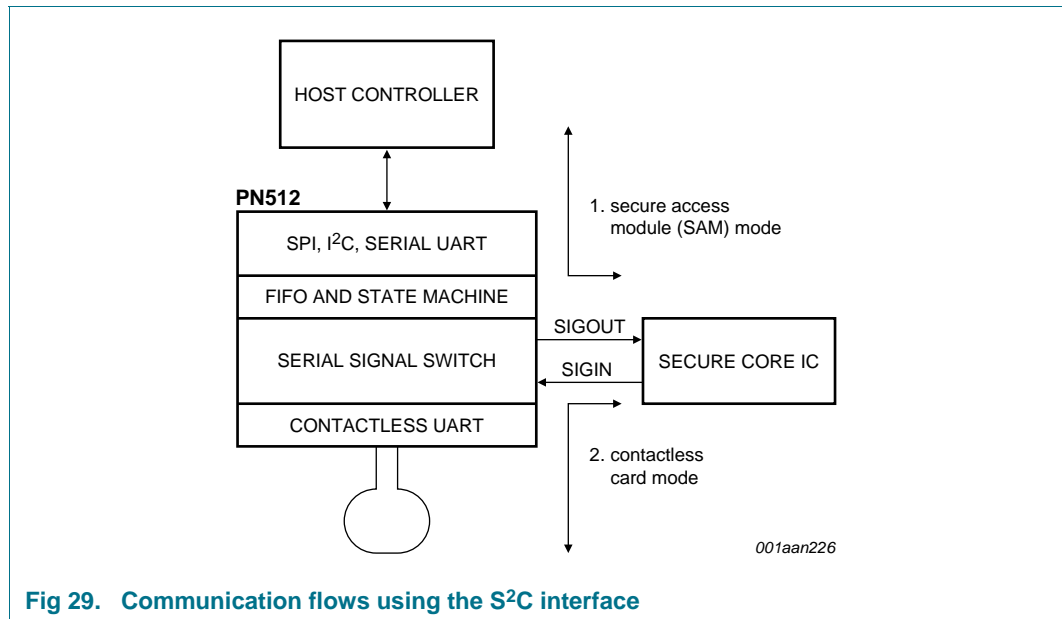 HOST CONTROLLER
PN512
1. secure access
module (SAM) mode
SPI, I²C, SERIAL UART
FIFO AND STATE MACHINE
SIGOUT
SERIAL SIGNAL SWITCH
SECURE CORE IC
SIGIN
CONTACTLESS UART
2. contactless
card mode
001aan226
Fig 29. Communication flows using the S²C interface